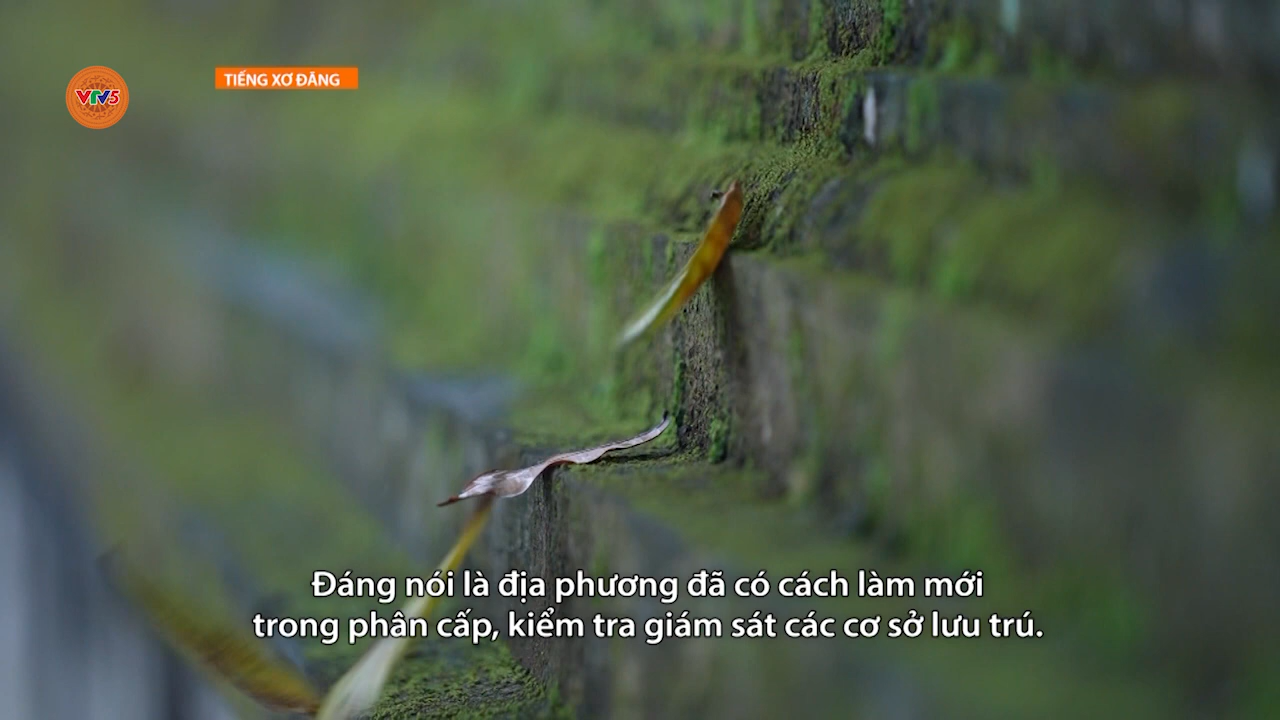 VTV5
TIẾNG XƠ ĐĂNG
Đáng nói là địa phương đã có cách làm mới
trong phân cấp, kiểm tra giám sát các cơ sở lưu trú.